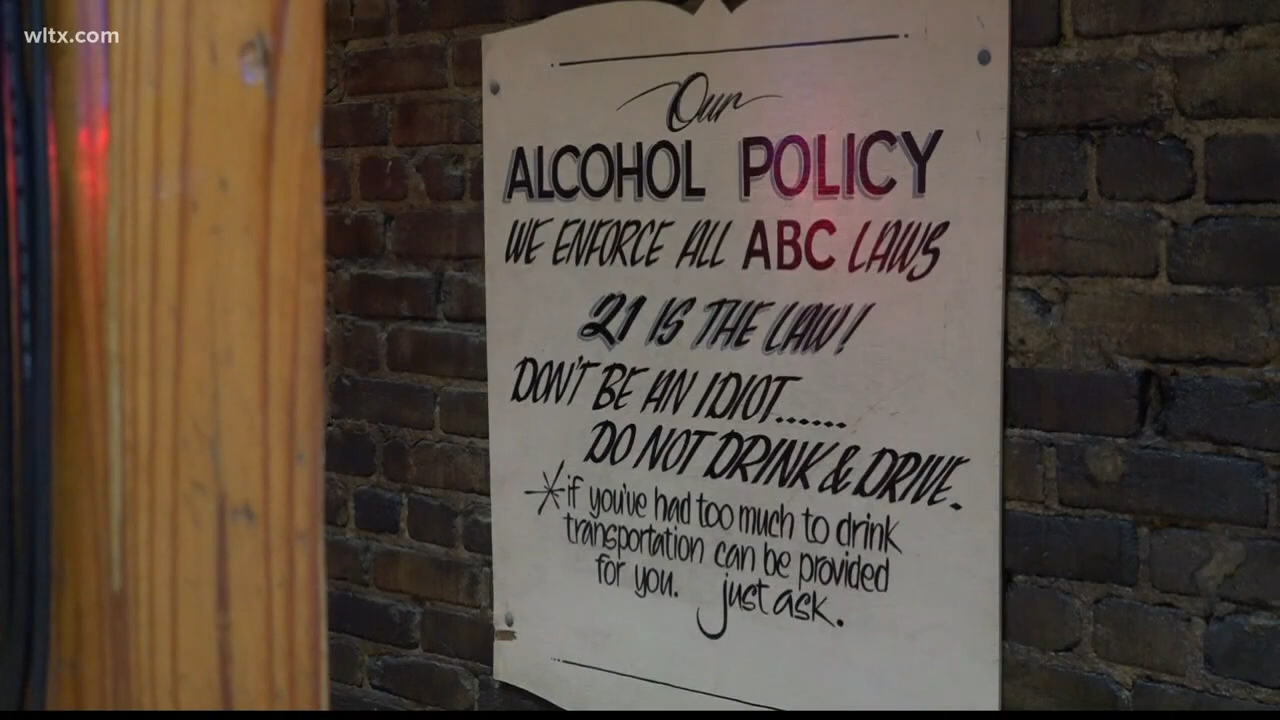 wltx.com
Our
ALCOHOL POLICY
WE ENFORCE ALL ABC LAWS
21 IS THE LAW!
DON'T BE AN IDIOT......
DO NOT DRINK & DRIVE.
*if you've had too much to drink
transportation can be provided
for you. just ask.